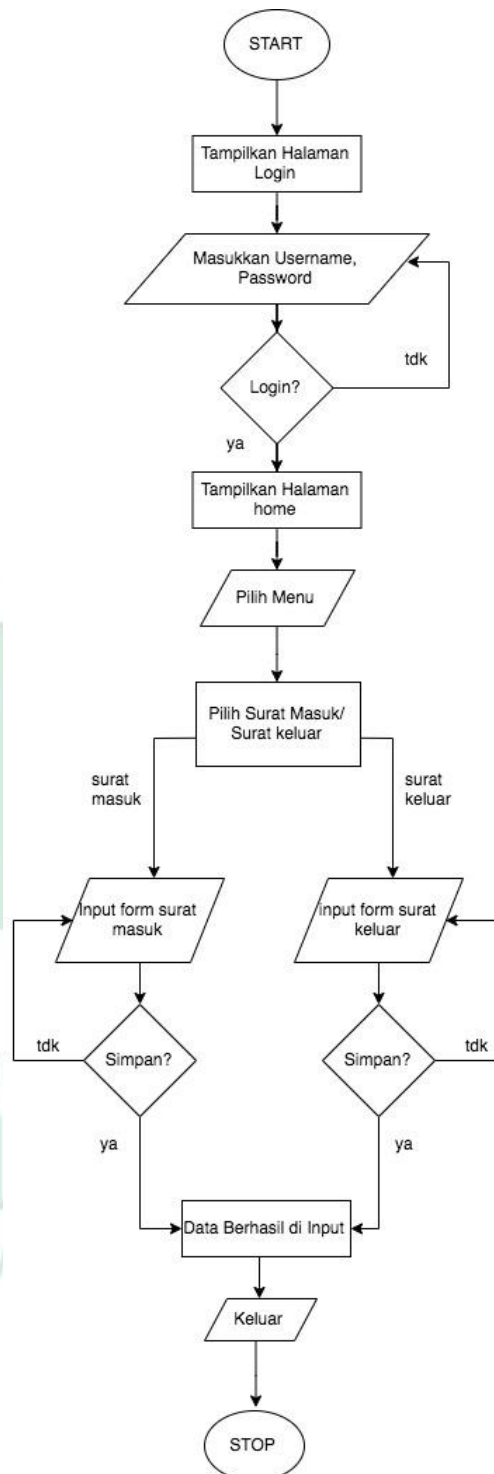 START
Tampilkan Halaman
Login
Masukkan Username,
Password
tdk
Login?
ya
Tampilkan Halaman
home
Pilih Menu
Pilih Surat Masuk/
Surat keluar
surat
masuk
surat
keluar
Input form surat
masuk
input form surat
keluar
tdk
Simpan?
Simpan?
tdk
ya
ya
Data Berhasil di Input
Keluar
STOP